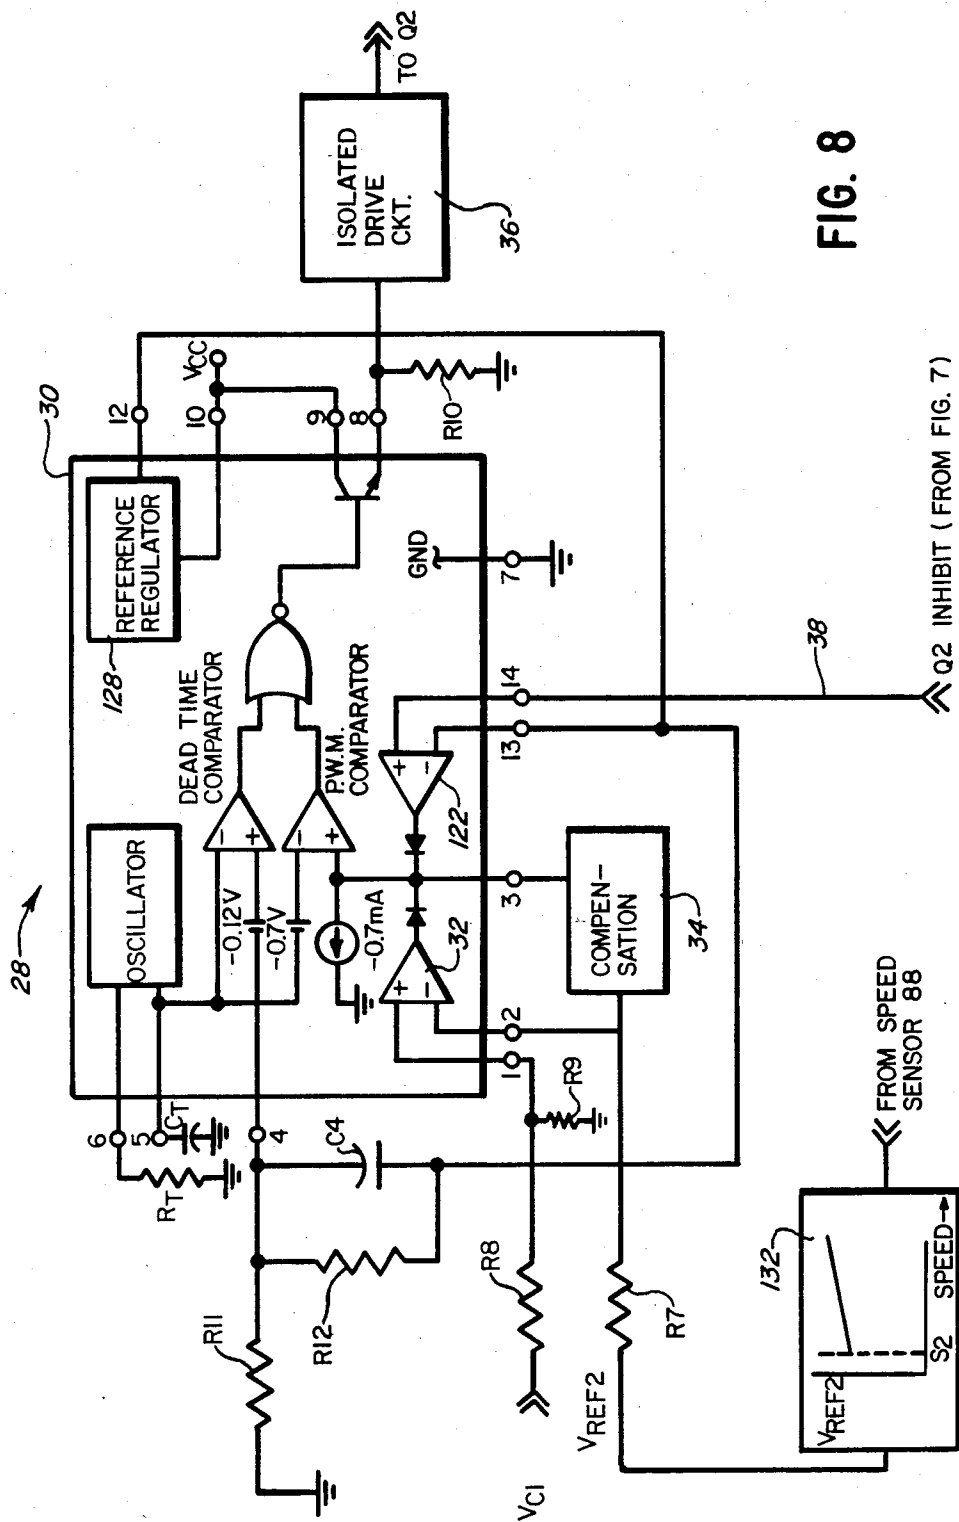 28
30
OSCILLATOR
128
REFERENCE
REGULATOR
12
VCC
10
9
8
R10
ISOLATED
DRIVE
CKT.
36
TO Q2
6
5
CT
RT
4
-0.12V
-0.7V
DEAD TIME
COMPARATOR
P.W.M.
COMPARATOR
-
+
-
+
-0.7mA
32
+
-
122
+
-
GND
7
1
2
3
13
14
R11
R12
C4
R9
R8
VC1
R7
VREF2
COMPEN-
SATION
34
38
Q2 INHIBIT (FROM FIG. 7)
132
VREF2
S2
SPEED→
FROM SPEED
SENSOR 88
FIG. 8